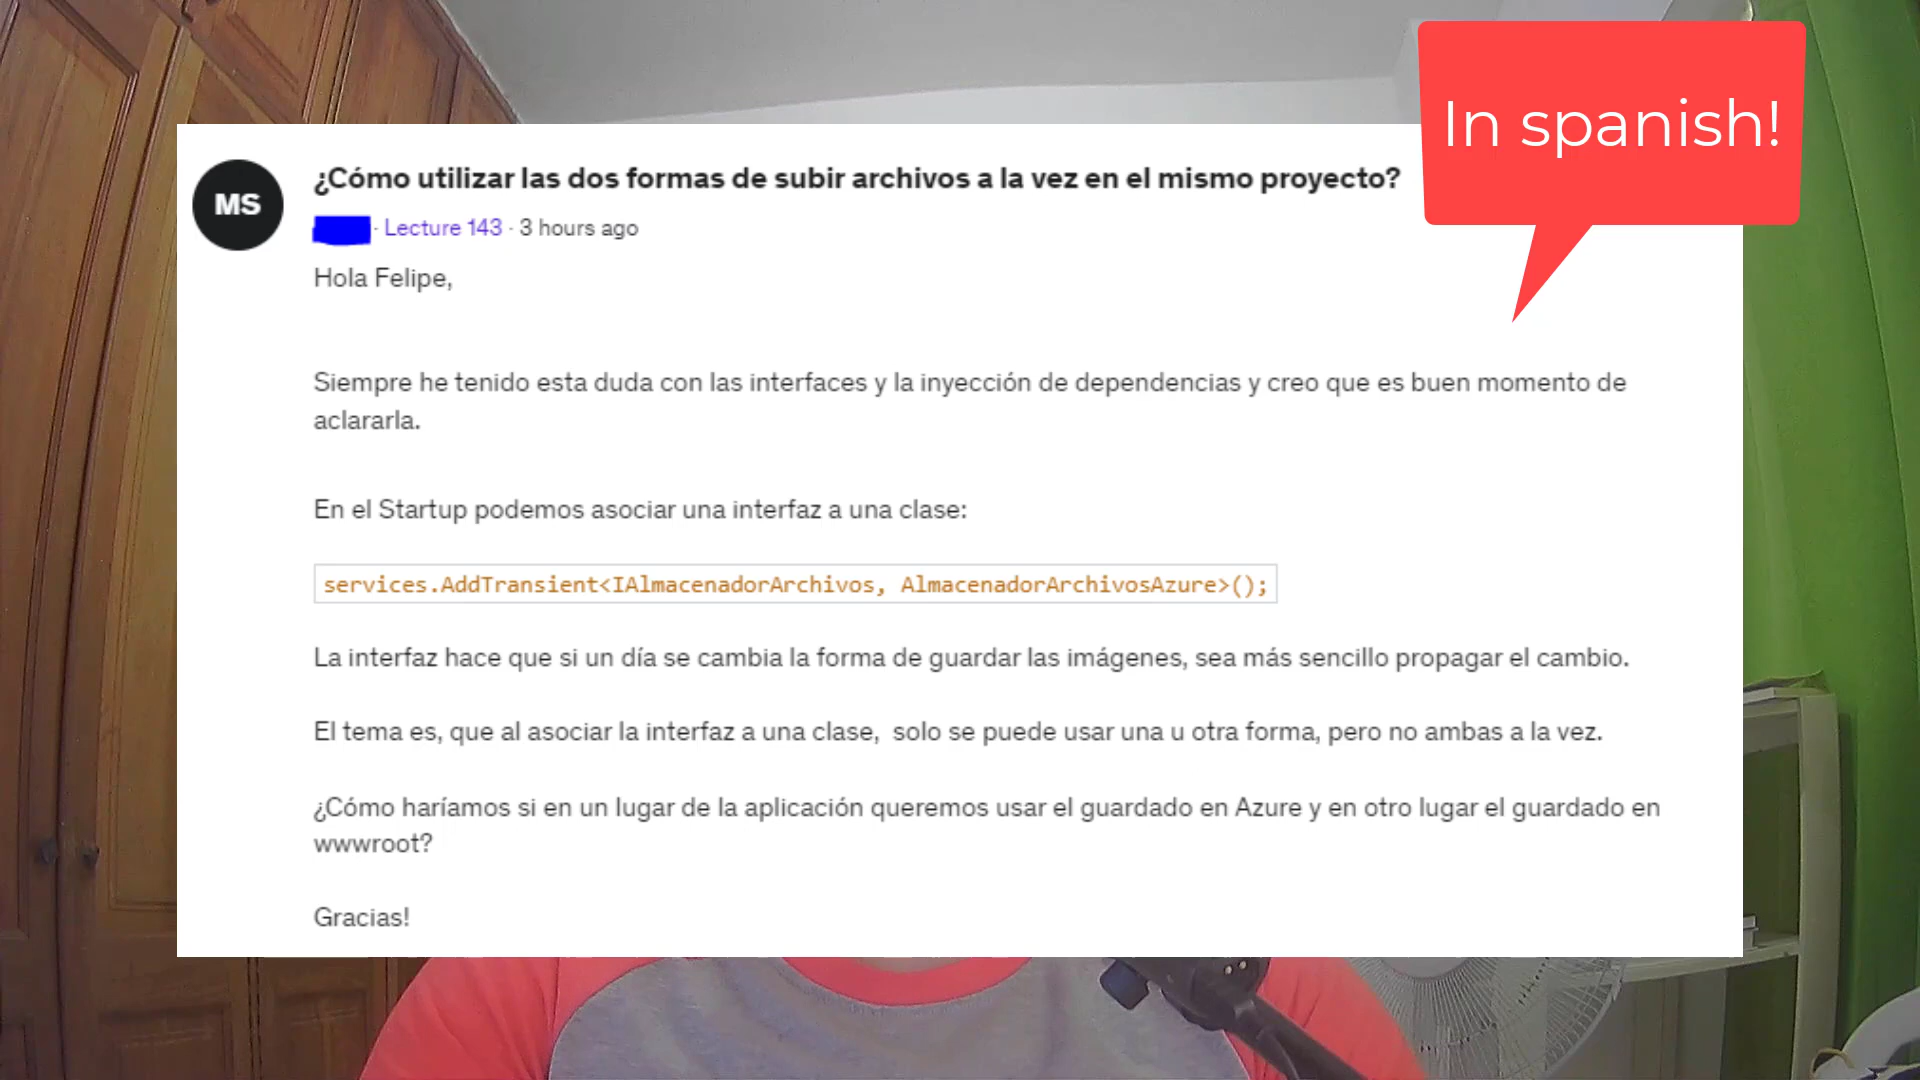 In spanish!
MS
¿Cómo utilizar las dos formas de subir archivos a la vez en el mismo proyecto?
· Lecture 143 · 3 hours ago
Hola Felipe,
Siempre he tenido esta duda con las interfaces y la inyección de dependencias y creo que es buen momento de
aclararla.
En el Startup podemos asociar una interfaz a una clase:
services.AddTransient<IAlmacenadorArchivos, AlmacenadorArchivosAzure>();
La interfaz hace que si un día se cambia la forma de guardar las imágenes, sea más sencillo propagar el cambio.
El tema es, que al asociar la interfaz a una clase,  solo se puede usar una u otra forma, pero no ambas a la vez.
¿Cómo haríamos si en un lugar de la aplicación queremos usar el guardado en Azure y en otro lugar el guardado en
wwwroot?
Gracias!